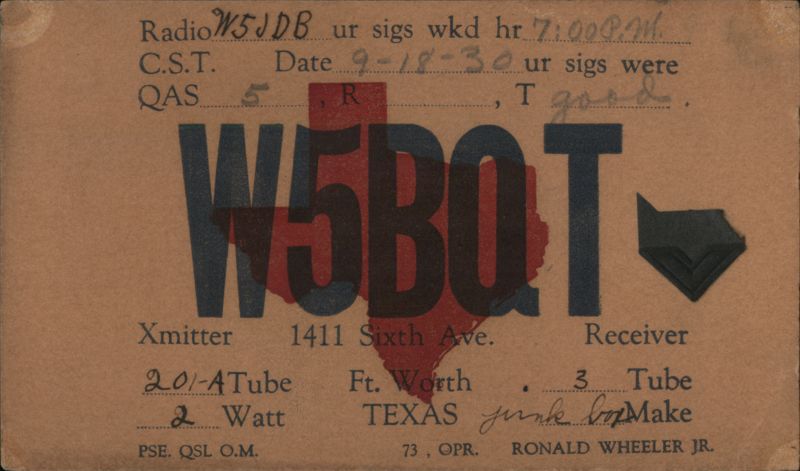 Radio W5JDB ur sigs wkd hr 7:00 P.M.
C.S.T. Date 9-18-30 ur sigs were
QAS 5, R , T good.
W5BQT
Xmitter 1411 Sixth Ave. Receiver
201-A Tube Ft. Worth . 3 Tube
2 Watt TEXAS junk box Make
PSE. QSL O.M. 73, OPR. RONALD WHEELER JR.